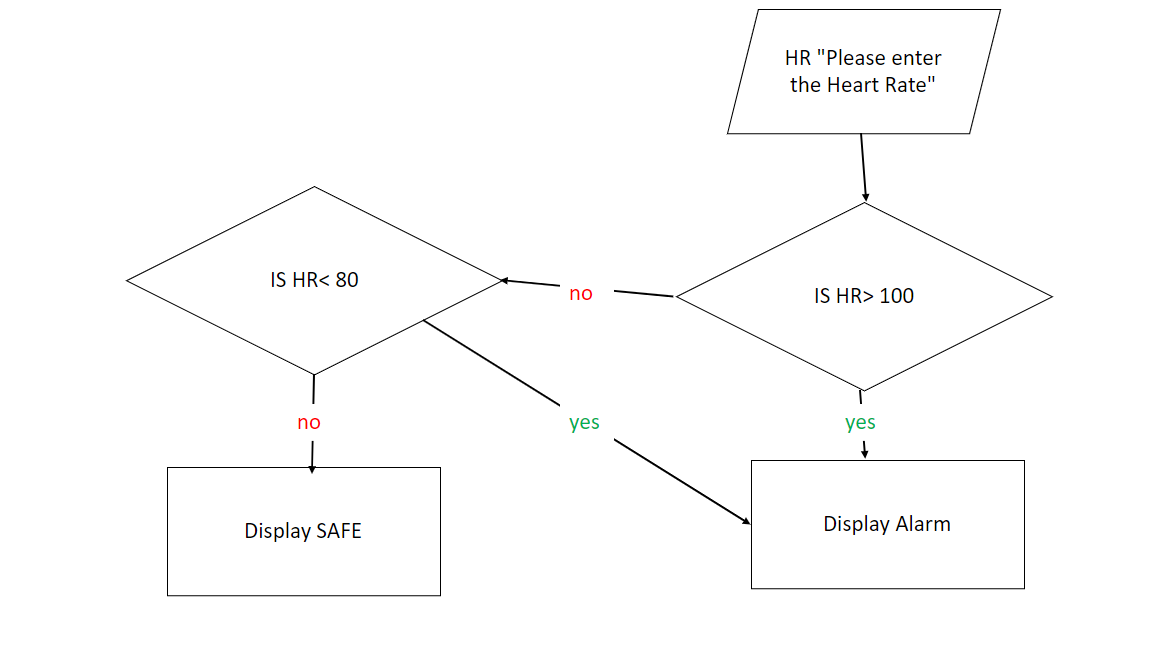 HR "Please enter
the Heart Rate"
IS HR< 80
no
IS HR> 100
no
yes
yes
Display SAFE
Display Alarm